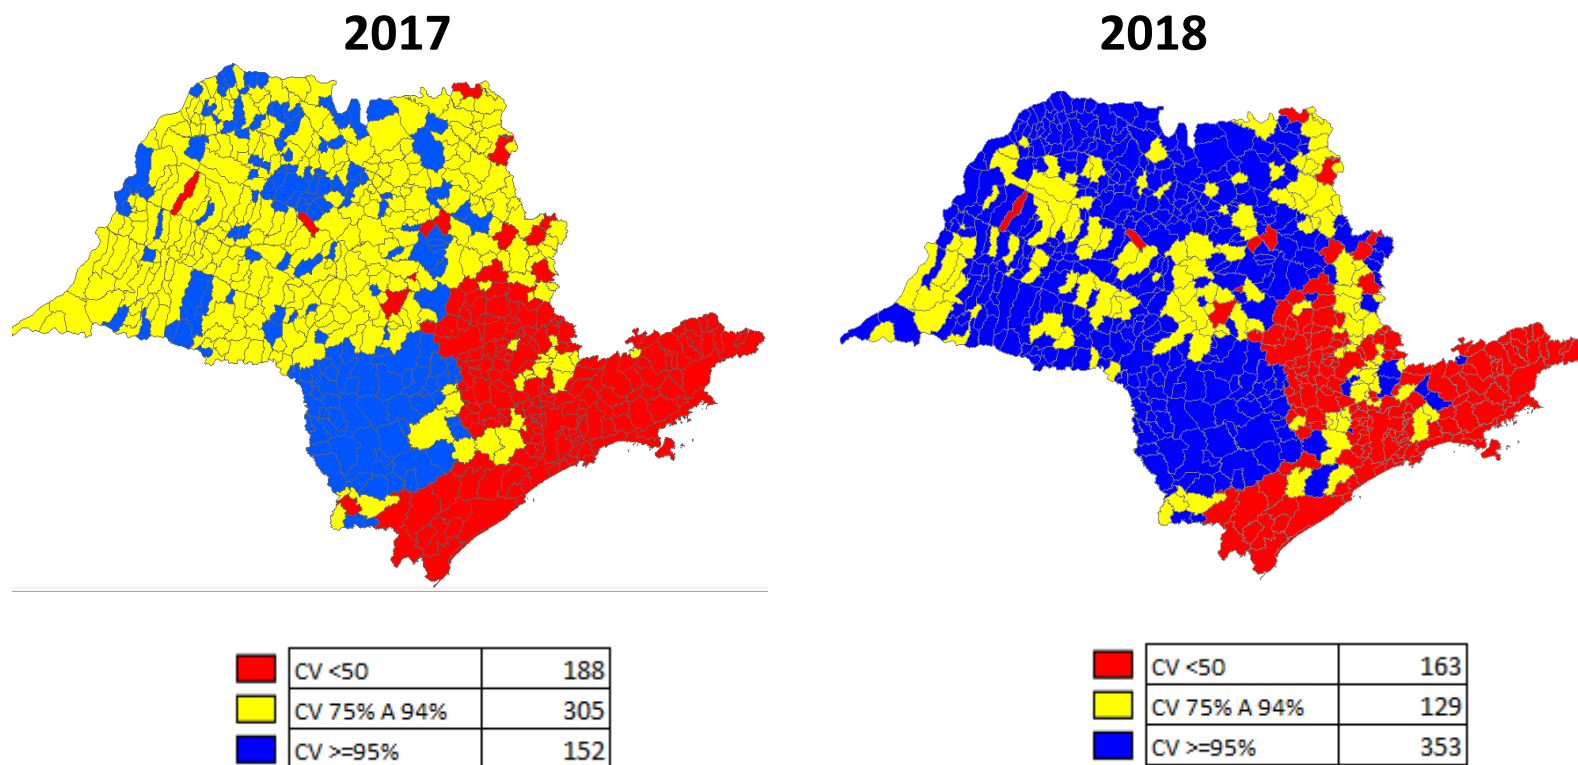 2017
2018
CV <50 188
CV 75% A 94% 305
CV >=95% 152
CV <50 163
CV 75% A 94% 129
CV >=95% 353